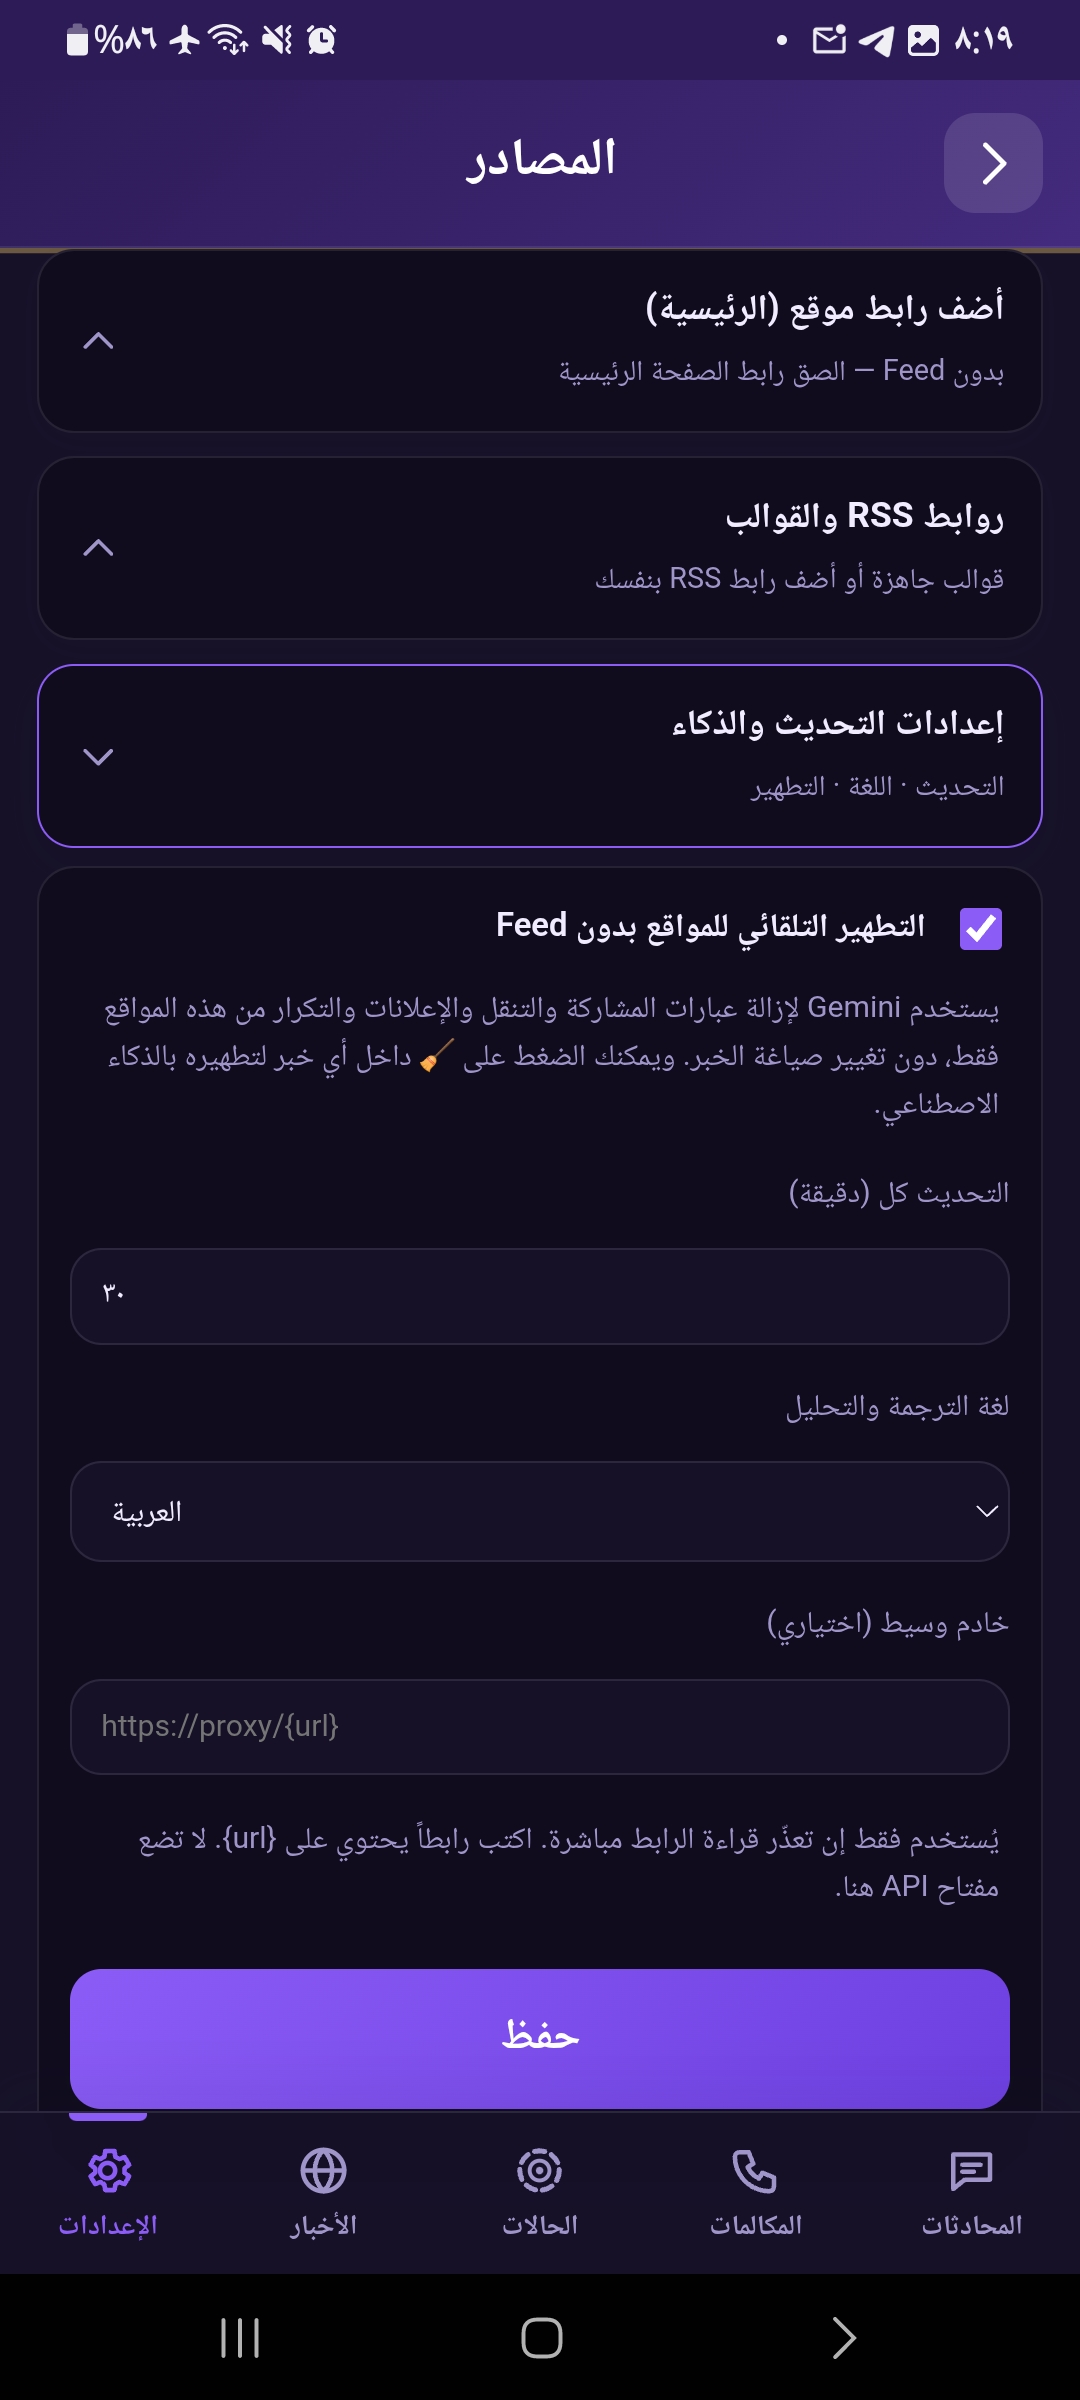 ٨:١٩
%٨٦
المصادر
أضف رابط موقع (الرئيسية)
بدون Feed — الصق رابط الصفحة الرئيسية
روابط RSS والقوالب
قوالب جاهزة أو أضف رابط RSS بنفسك
إعدادات التحديث والذكاء
التحديث · اللغة · التطهير
التطهير التلقائي للمواقع بدون Feed
يستخدم Gemini لإزالة عبارات المشاركة والتنقل والإعلانات والتكرار من هذه المواقع
فقط، دون تغيير صياغة الخبر. ويمكنك الضغط على 🧹 داخل أي خبر لتطهيره بالذكاء
الاصطناعي.
التحديث كل (دقيقة)
٣٠
لغة الترجمة والتحليل
العربية
خادم وسيط (اختياري)
https://proxy/{url}
يُستخدم فقط إن تعذّر قراءة الرابط مباشرة. اكتب رابطاً يحتوي على {url}. لا تضع
مفتاح API هنا.
حفظ
المحادثات
المكالمات
الحالات
الأخبار
الإعدادات